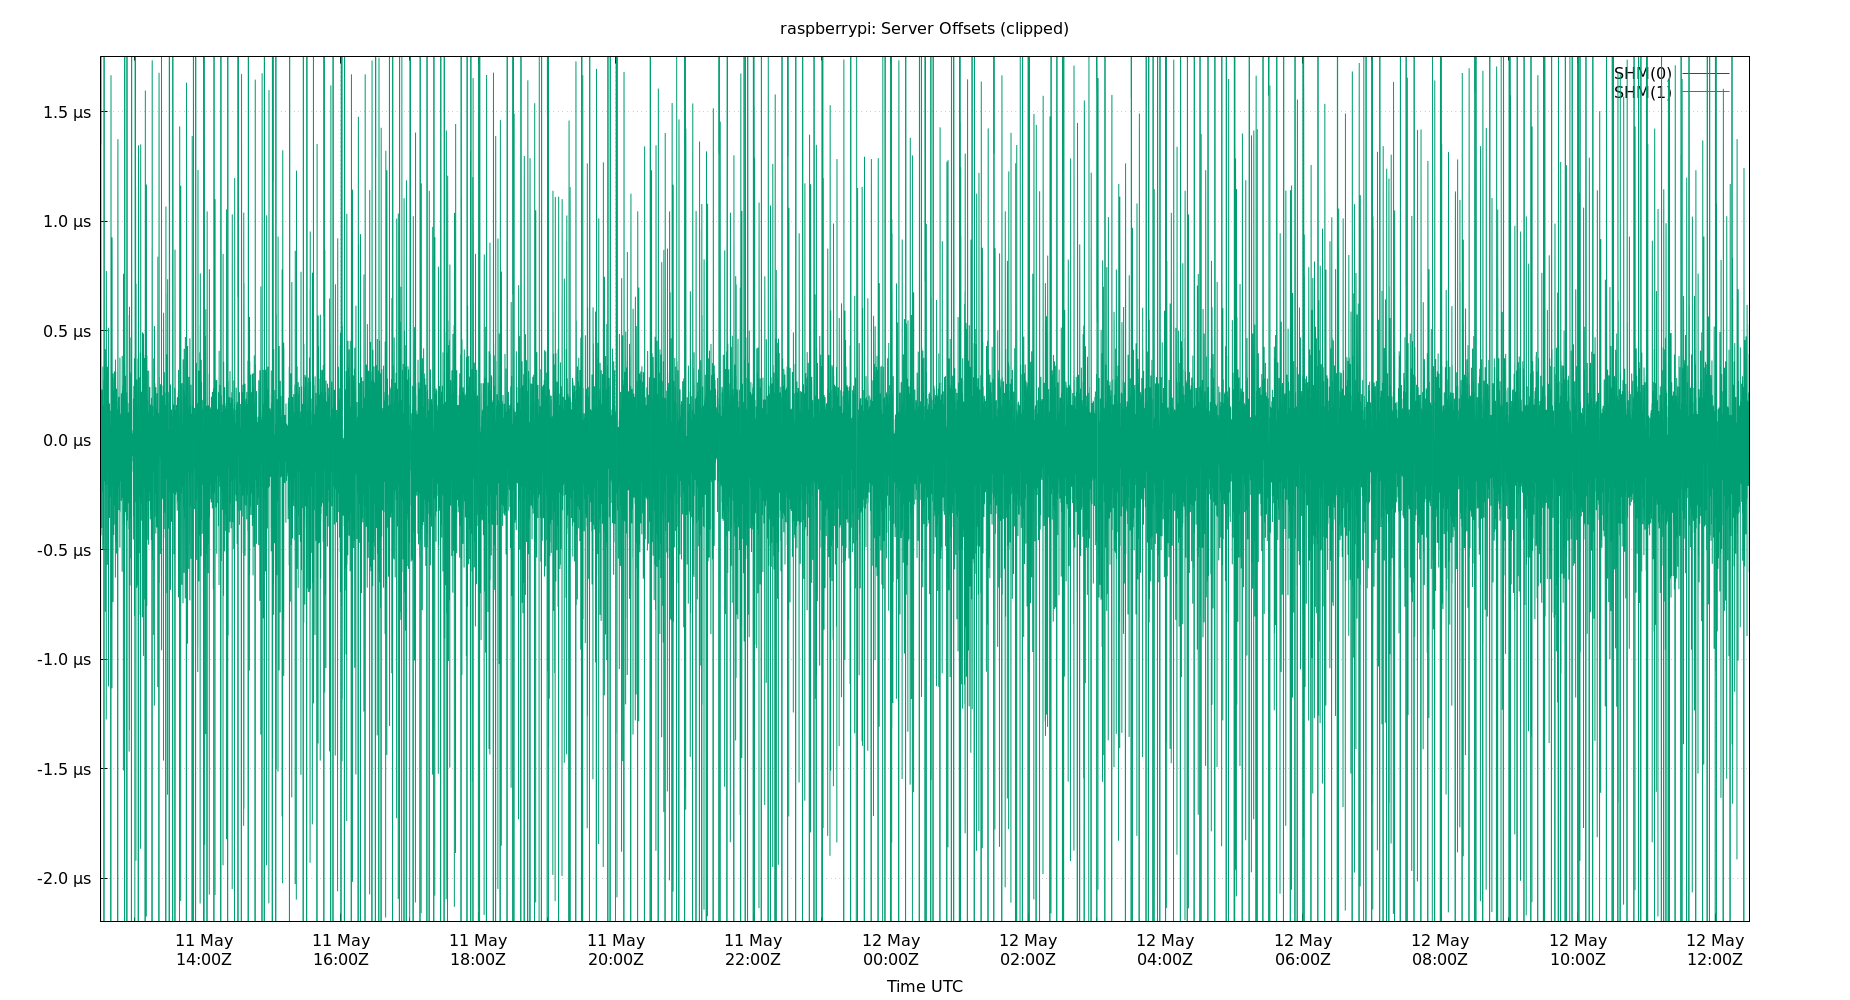 raspberrypi: Server Offsets (clipped)
SHM(0)
SHM(1)
1.5 µs
1.0 µs
0.5 µs
0.0 µs
-0.5 µs
-1.0 µs
-1.5 µs
-2.0 µs
11 May 11 May 11 May 11 May 11 May 12 May 12 May 12 May 12 May 12 May 12 May 12 May
14:00Z 16:00Z 18:00Z 20:00Z 22:00Z 00:00Z 02:00Z 04:00Z 06:00Z 08:00Z 10:00Z 12:00Z
Time UTC